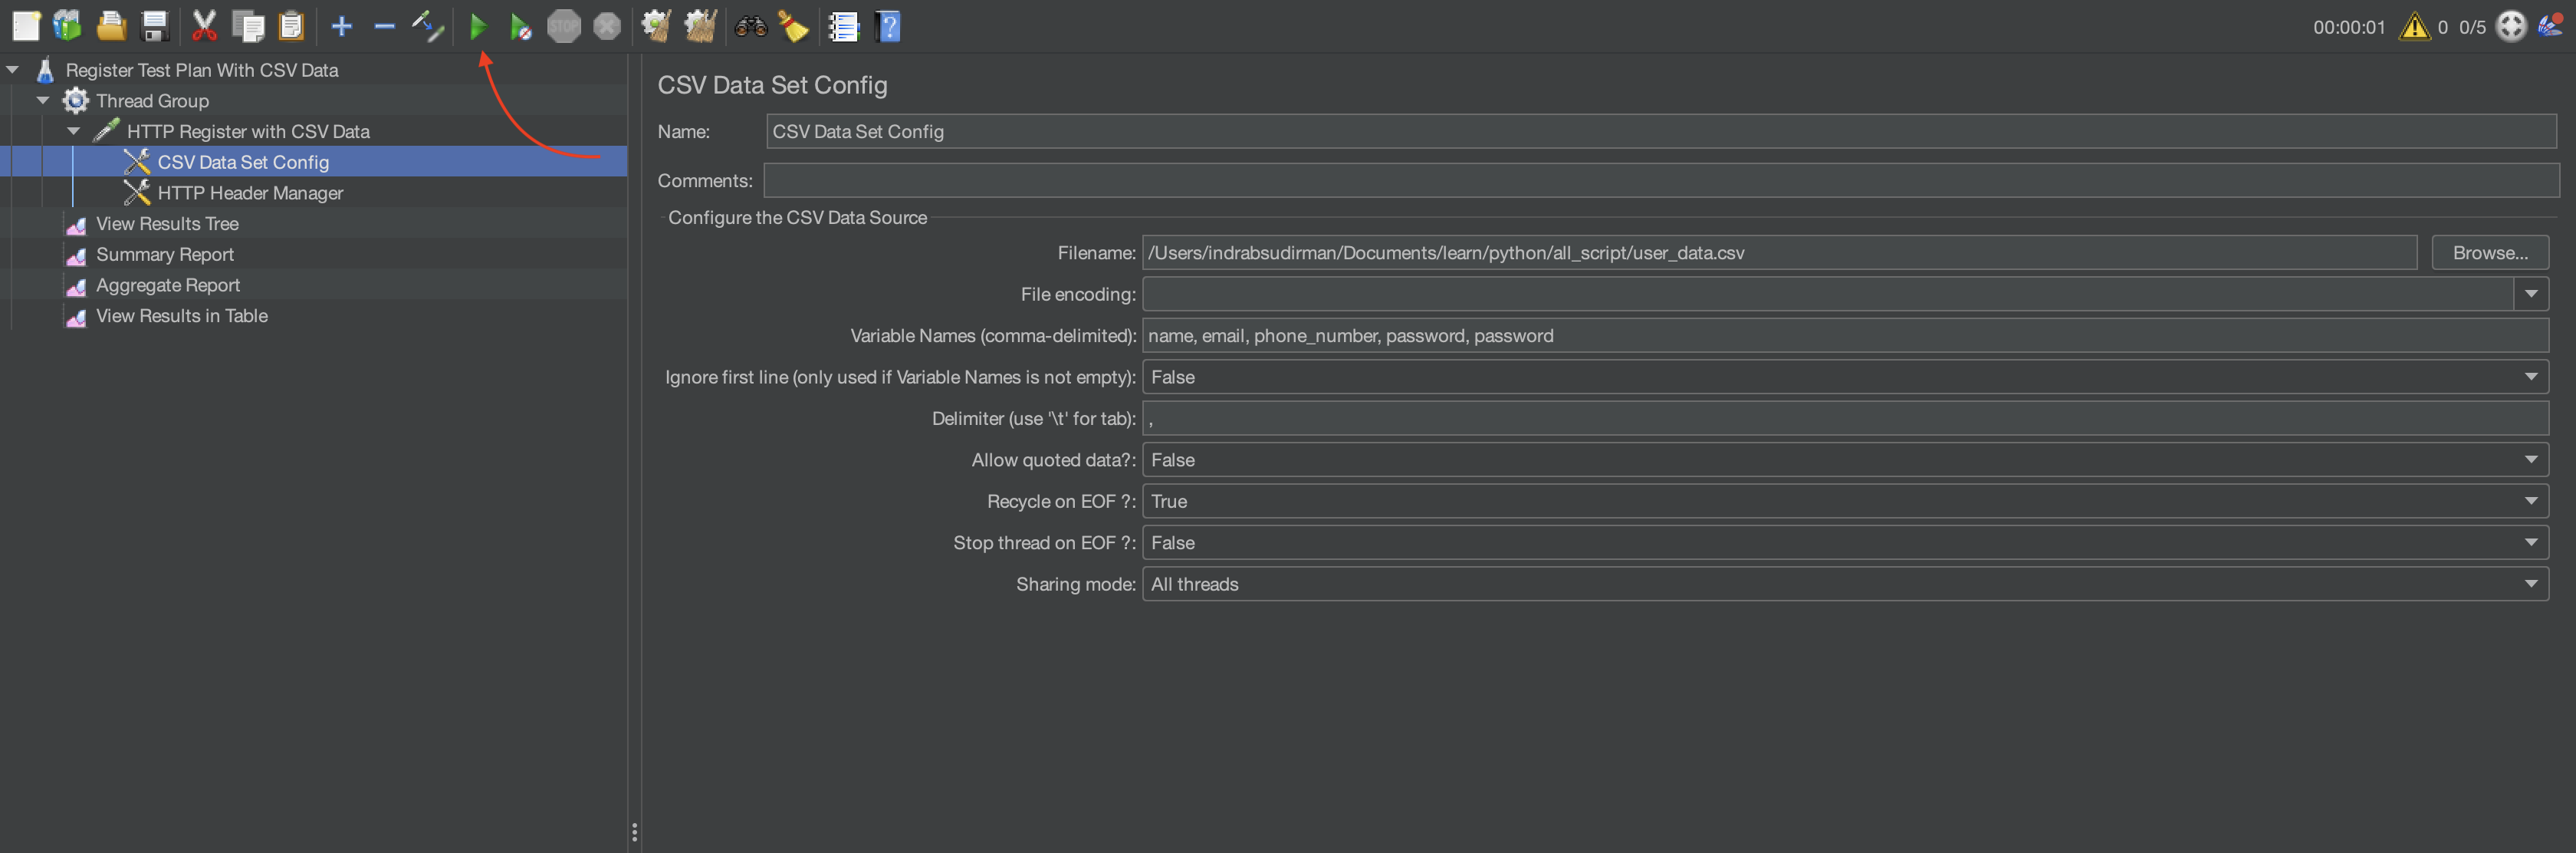 STOP
00:00:01 0 0/5
Register Test Plan With CSV Data
Thread Group
HTTP Register with CSV Data
CSV Data Set Config
HTTP Header Manager
View Results Tree
Summary Report
Aggregate Report
View Results in Table
CSV Data Set Config
Name: CSV Data Set Config
Comments:
Configure the CSV Data Source
Filename: /Users/indrabsudirman/Documents/learn/python/all_script/user_data.csv Browse...
File encoding:
Variable Names (comma-delimited): name, email, phone_number, password, password
Ignore first line (only used if Variable Names is not empty): False
Delimiter (use '\t' for tab): ,
Allow quoted data?: False
Recycle on EOF ?: True
Stop thread on EOF ?: False
Sharing mode: All threads